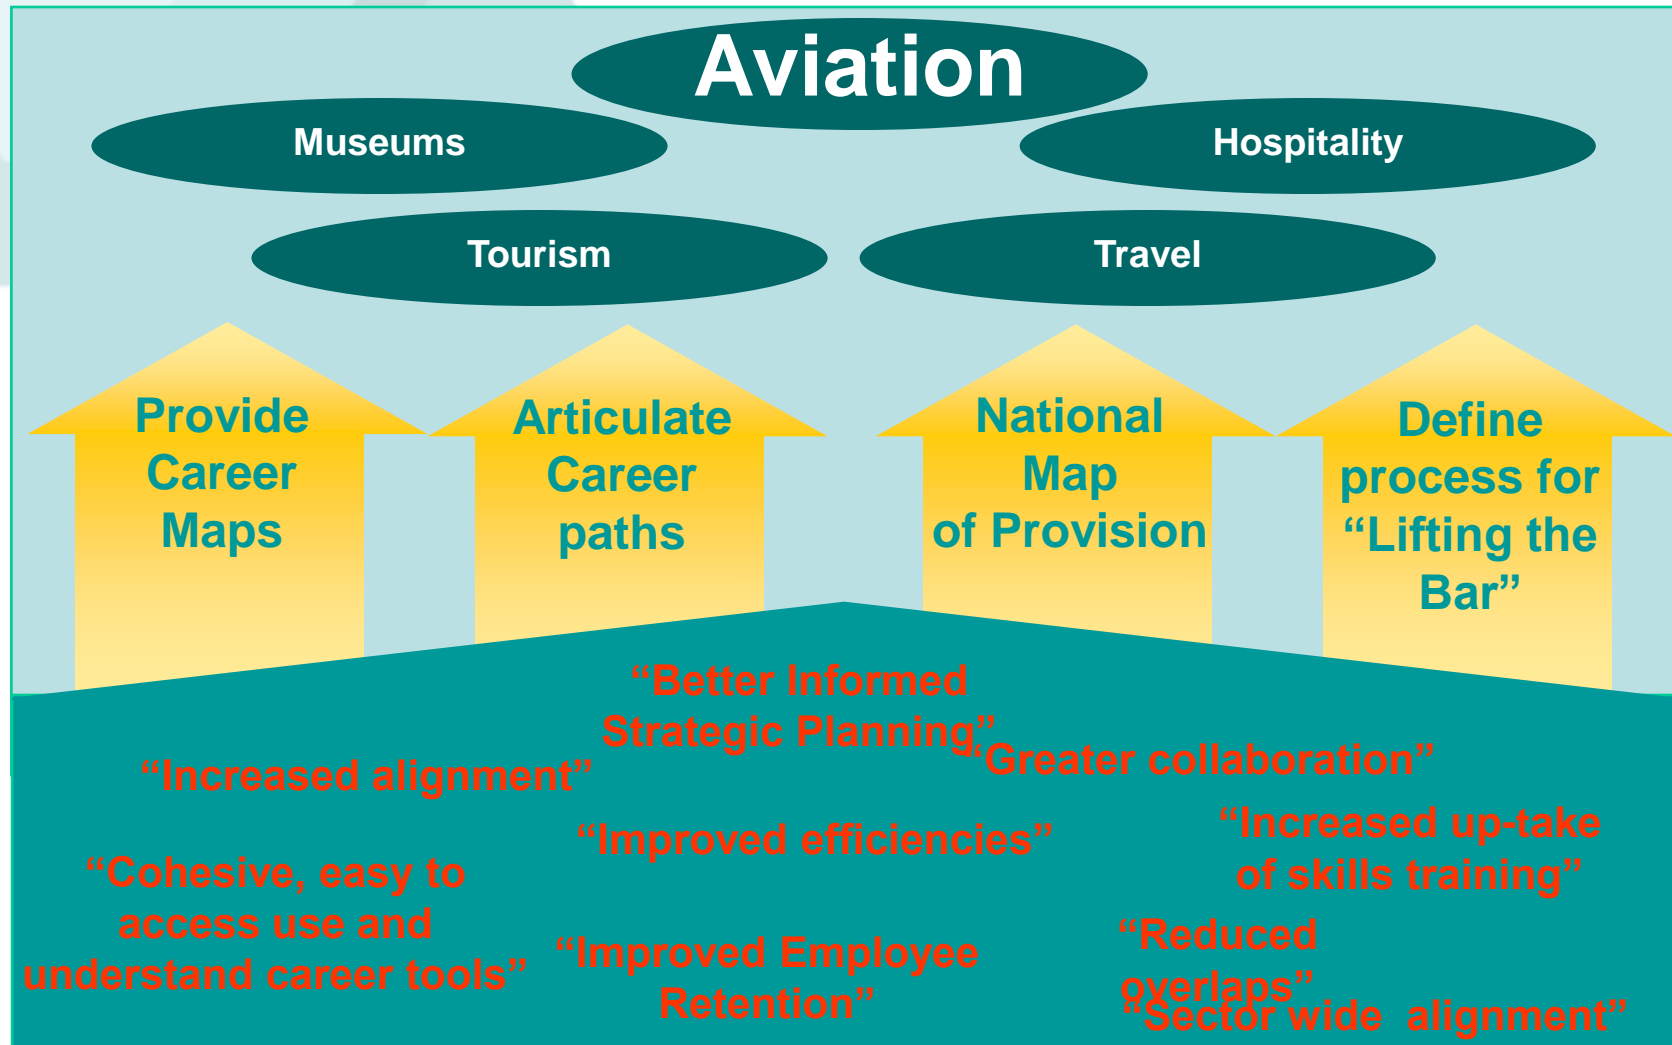 Aviation
Museums
Hospitality
Tourism
Travel
Provide
Career
Maps
Articulate
Career
paths
National
Map
of Provision
Define
process for
“Lifting the
Bar”
“Better Informed
Strategic Planning”
“Greater collaboration”
“Increased alignment”
“Improved efficiencies”
“Increased up-take
of skills training”
“Cohesive, easy to
access use and
understand career tools”
“Improved Employee
Retention”
“Reduced
overlaps”
“Sector wide  alignment”